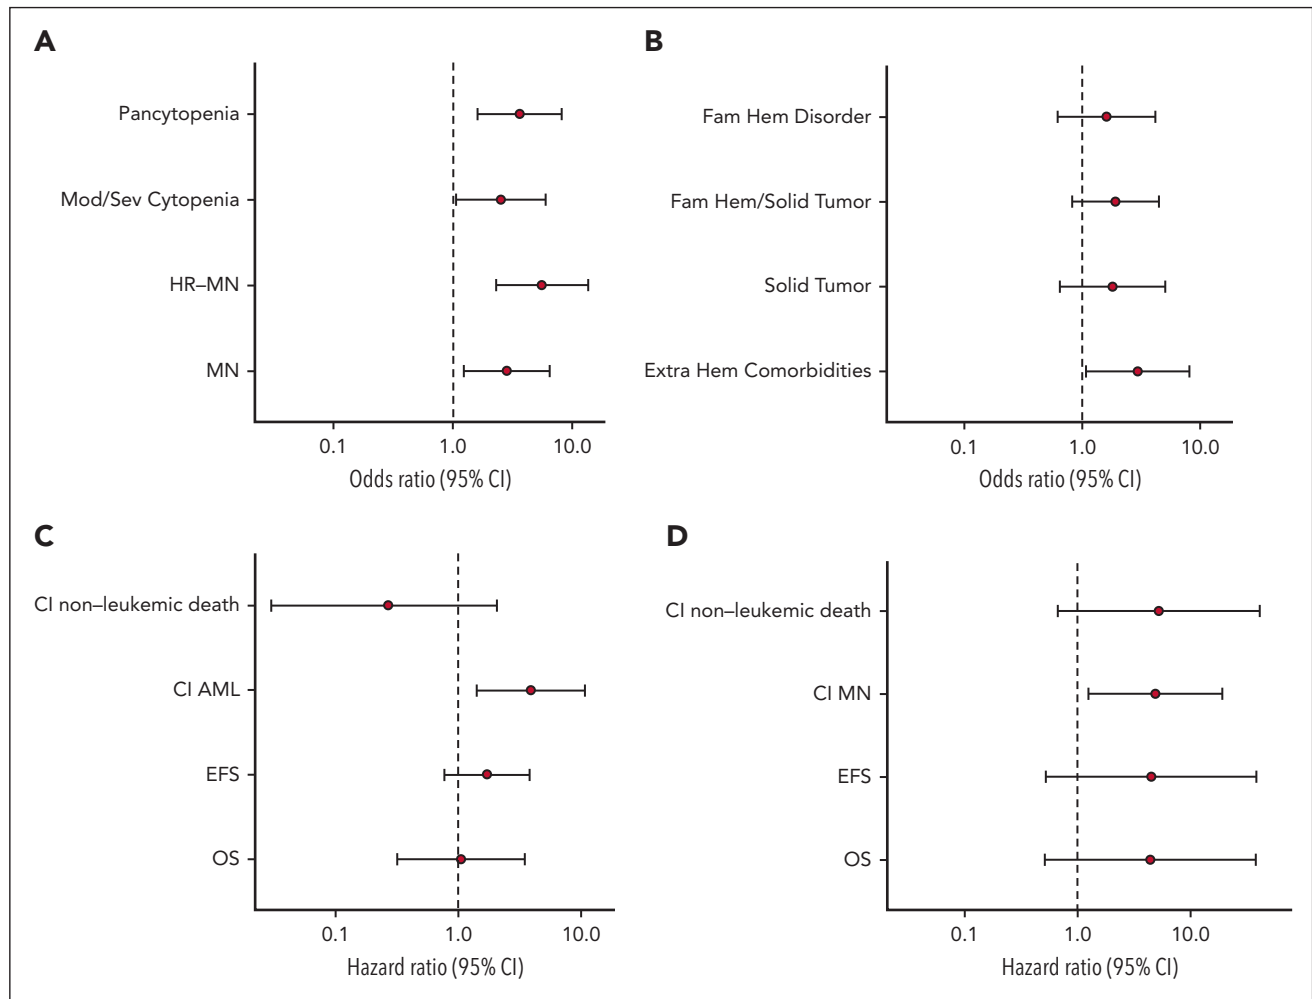 A
Pancytopenia
Mod/Sev Cytopenia
HR–MN
MN
0.1 1.0 10.0
Odds ratio (95% CI)
B
Fam Hem Disorder
Fam Hem/Solid Tumor
Solid Tumor
Extra Hem Comorbidities
0.1 1.0 10.0
Odds ratio (95% CI)
C
CI non–leukemic death
CI AML
EFS
OS
0.1 1.0 10.0
Hazard ratio (95% CI)
D
CI non–leukemic death
CI MN
EFS
OS
0.1 1.0 10.0
Hazard ratio (95% CI)